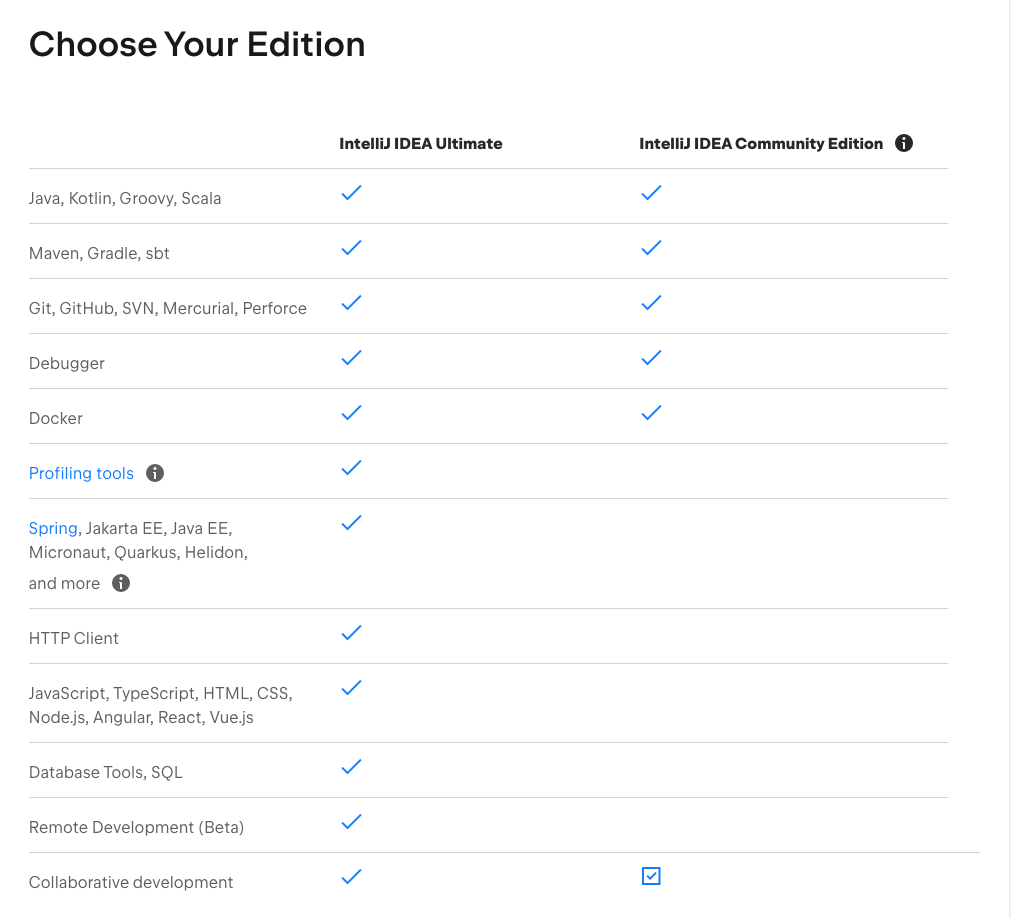 Choose Your Edition
IntelliJ IDEA Ultimate
IntelliJ IDEA Community Edition
Java, Kotlin, Groovy, Scala
Maven, Gradle, sbt
Git, GitHub, SVN, Mercurial, Perforce
Debugger
Docker
Profiling tools
Spring, Jakarta EE, Java EE,
Micronaut, Quarkus, Helidon,
and more
HTTP Client
JavaScript, TypeScript, HTML, CSS,
Node.js, Angular, React, Vue.js
Database Tools, SQL
Remote Development (Beta)
Collaborative development